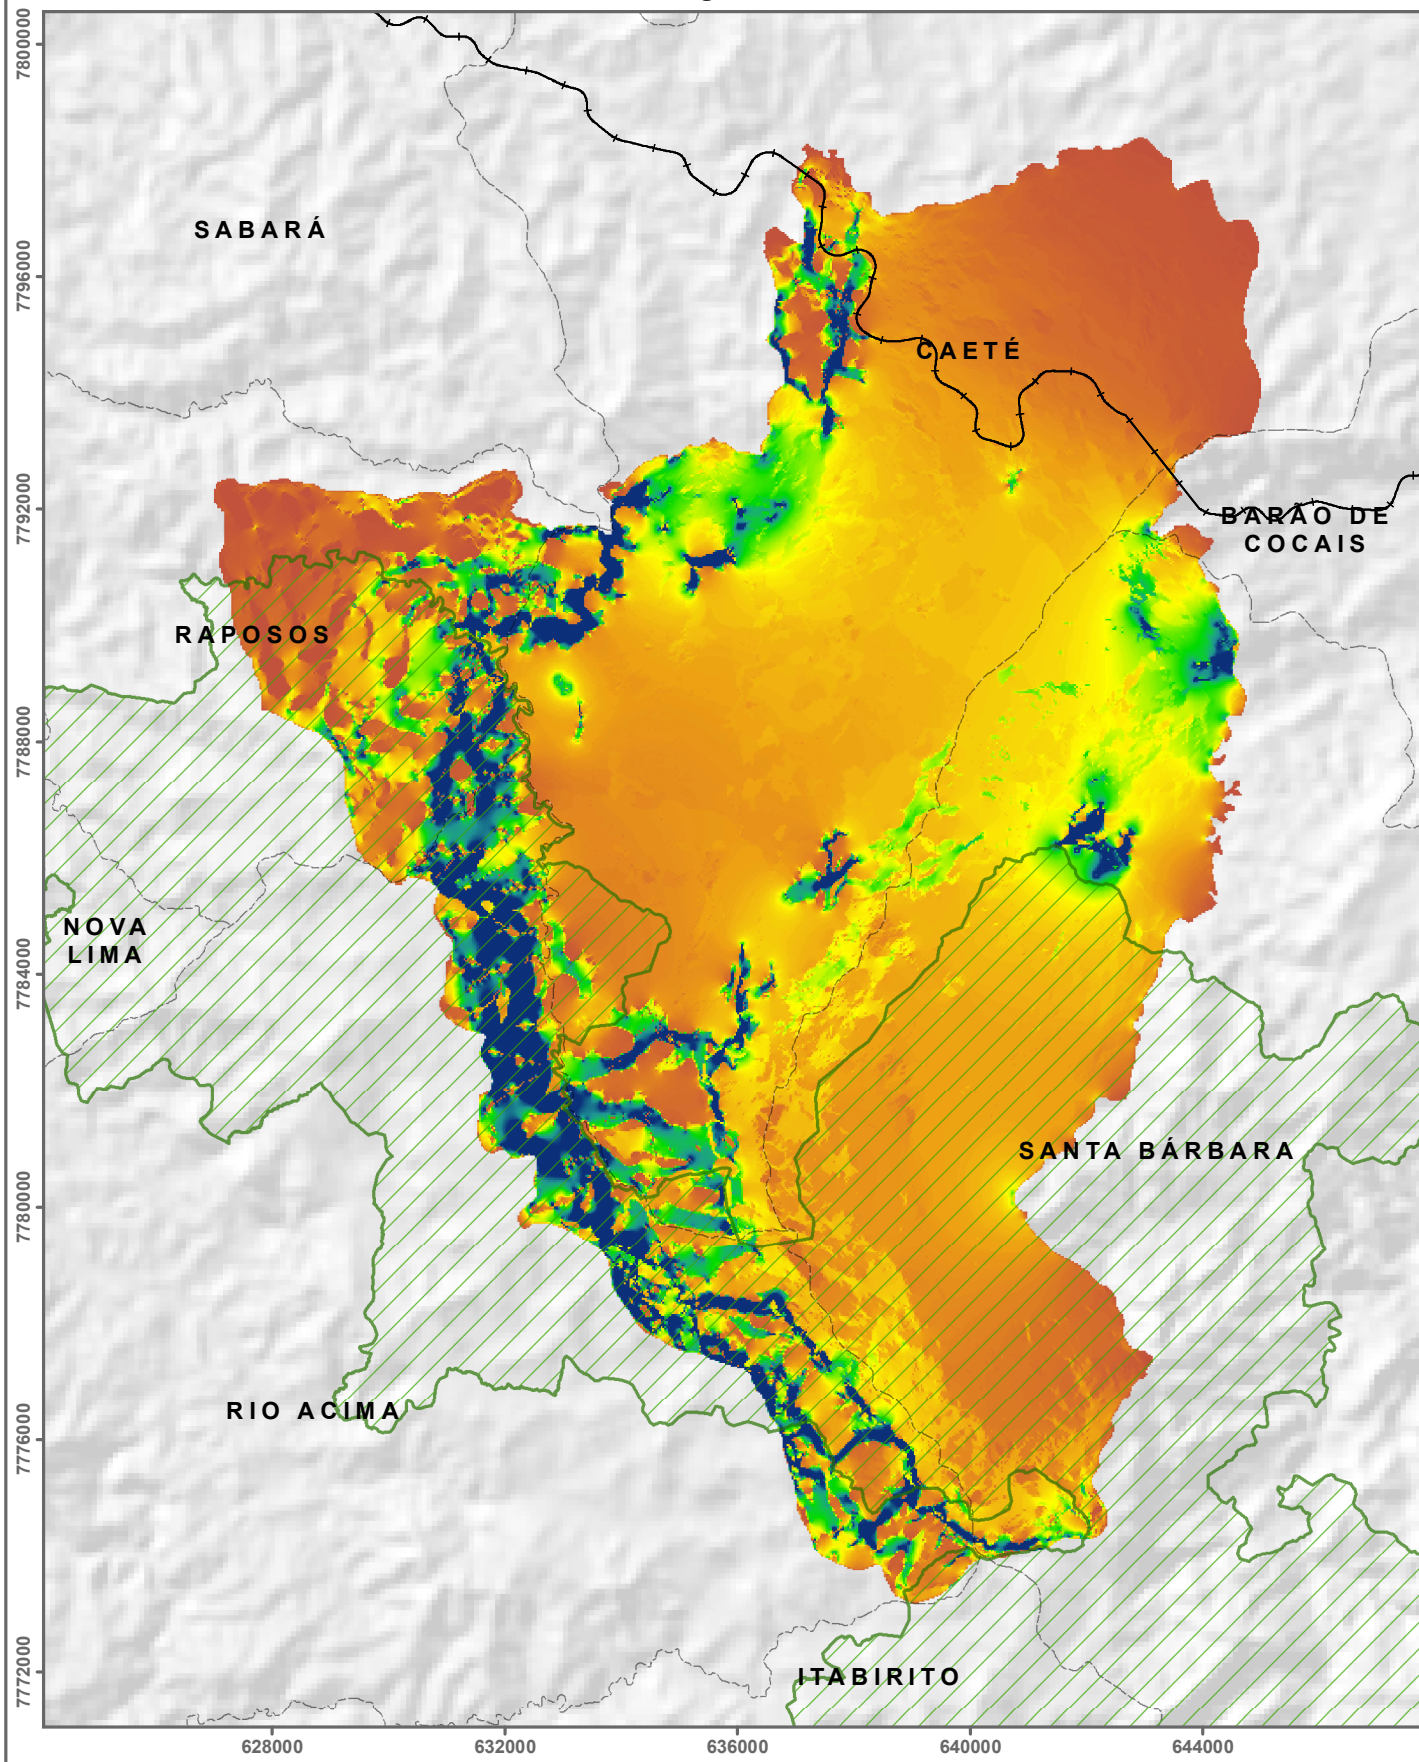 7800000
SABARÁ
7796000
CAETÉ
7792000
BARÃO DE
COCAIS
RAPOSOS
7788000
NOVA
LIMA
7784000
SANTA BÁRBARA
7780000
RIO ACIMA
7776000
7772000
ITABIRITO
628000
632000
636000
640000
644000